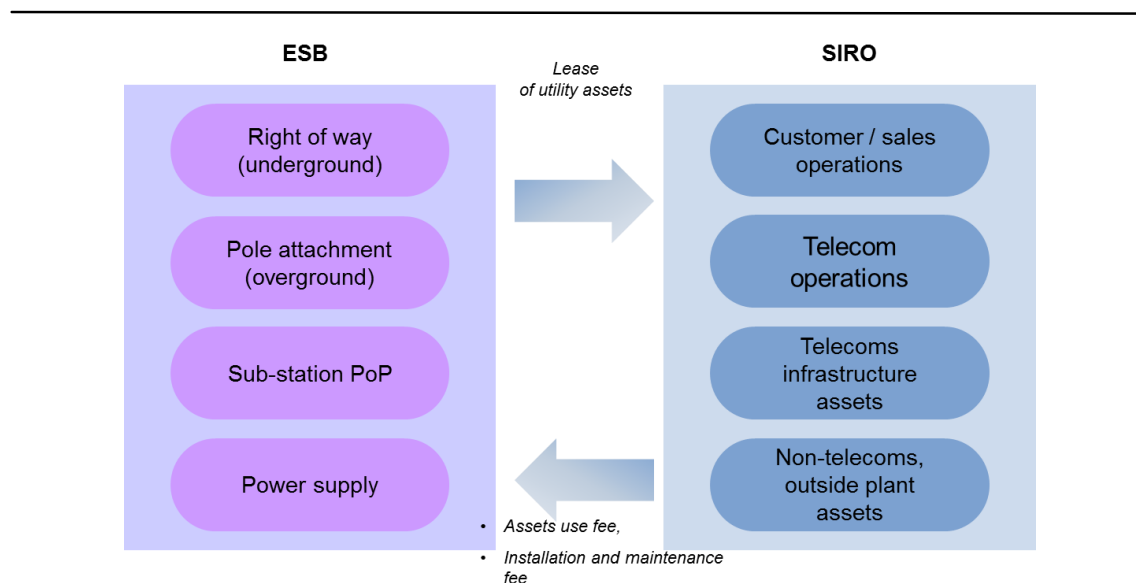 ESB
Right of way
(underground)
Pole attachment
(overground)
Sub-station PoP
Power supply
Lease
of utility assets
• Assets use fee,
• Installation and maintenance
fee
SIRO
Customer / sales
operations
Telecom
operations
Telecoms
infrastructure
assets
Non-telecoms,
outside plant
assets